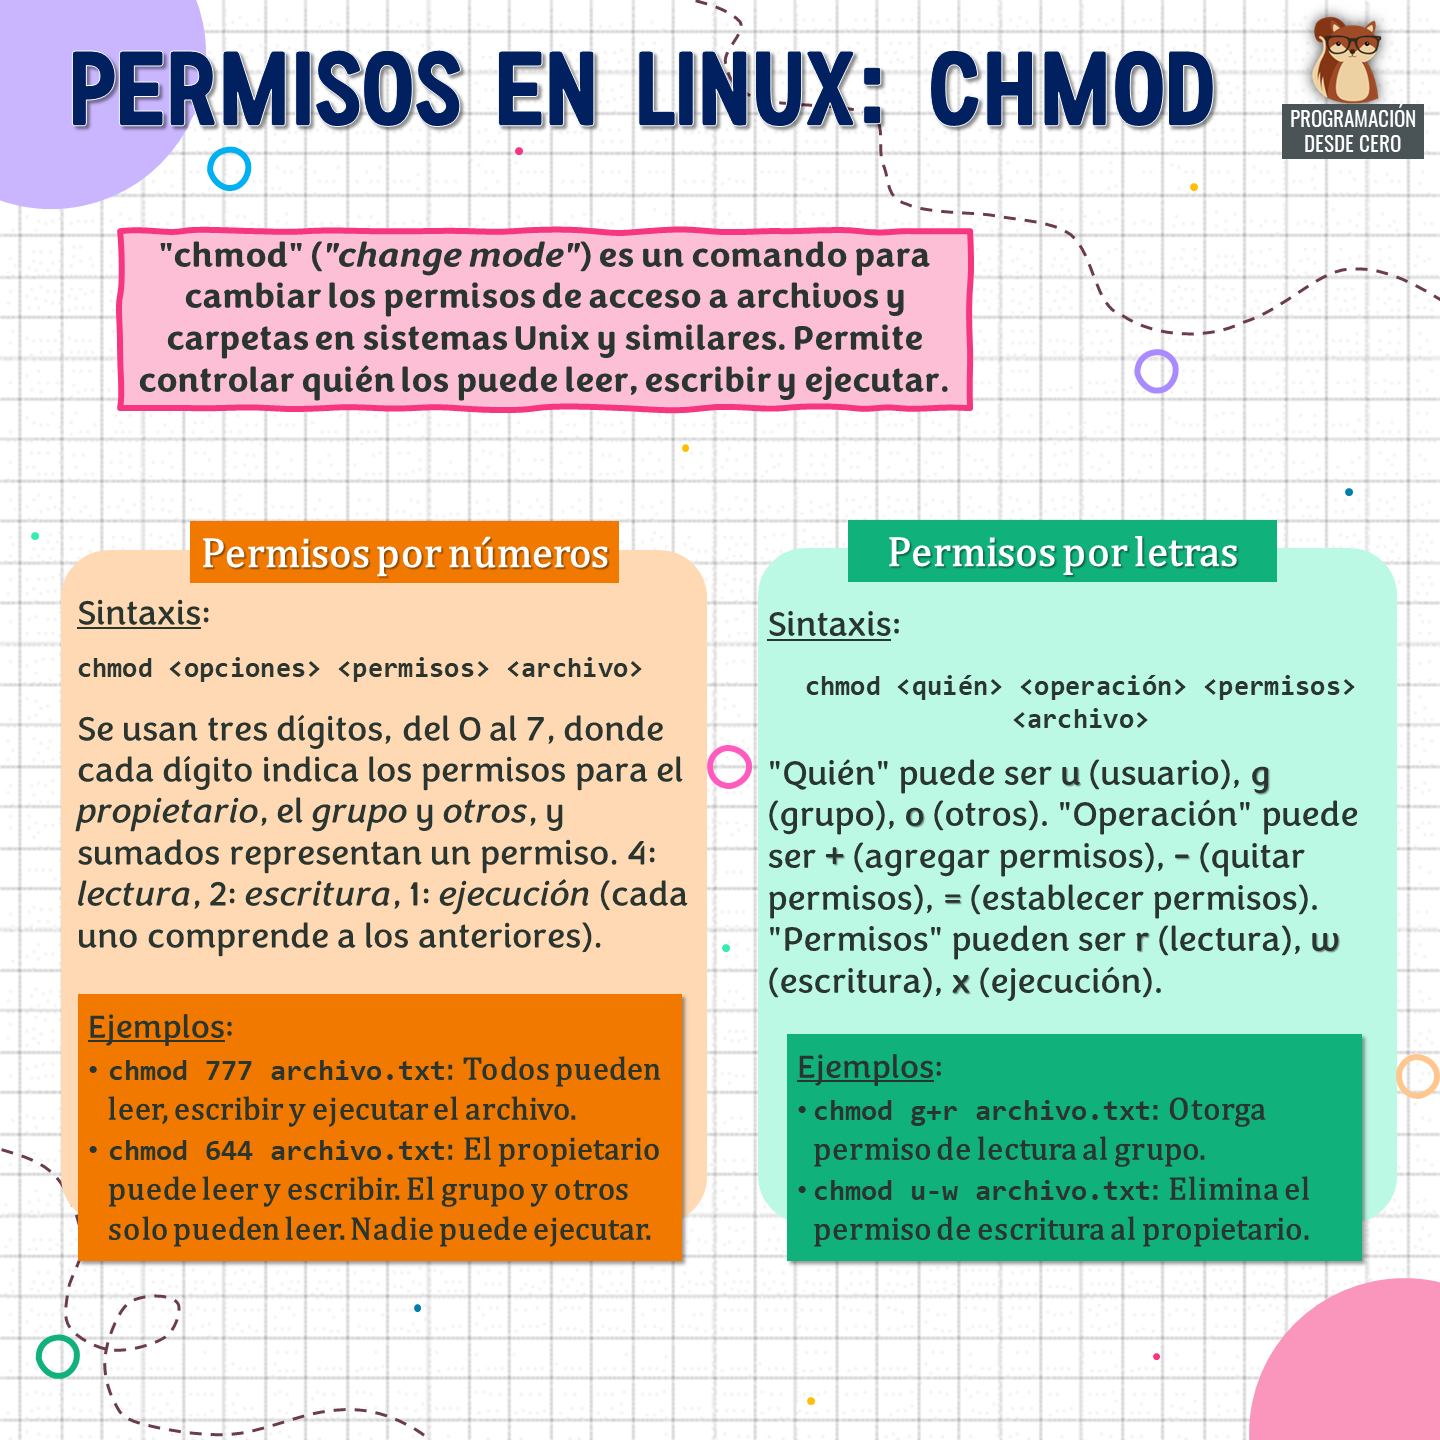 PERMISOS EN LINUX: CHMOD
PROGRAMACIÓN
DESDE CERO
"chmod" ("change mode") es un comando para
cambiar los permisos de acceso a archivos y
carpetas en sistemas Unix y similares. Permite
controlar quién los puede leer, escribir y ejecutar.
Permisos por números
Sintaxis:
chmod <opciones> <permisos> <archivo>
Se usan tres dígitos, del 0 al 7, donde
cada dígito indica los permisos para el
propietario, el grupo y otros, y
sumados representan un permiso. 4:
lectura, 2: escritura, 1: ejecución (cada
uno comprende a los anteriores).
Ejemplos:
• chmod 777 archivo.txt: Todos pueden
leer, escribir y ejecutar el archivo.
• chmod 644 archivo.txt: El propietario
puede leer y escribir. El grupo y otros
solo pueden leer. Nadie puede ejecutar.
Permisos por letras
Sintaxis:
chmod <quién> <operación> <permisos>
<archivo>
"Quién" puede ser u (usuario), g
(grupo), o (otros). "Operación" puede
ser + (agregar permisos), - (quitar
permisos), = (establecer permisos).
"Permisos" pueden ser r (lectura), w
(escritura), x (ejecución).
Ejemplos:
• chmod g+r archivo.txt: Otorga
permiso de lectura al grupo.
• chmod u-w archivo.txt: Elimina el
permiso de escritura al propietario.